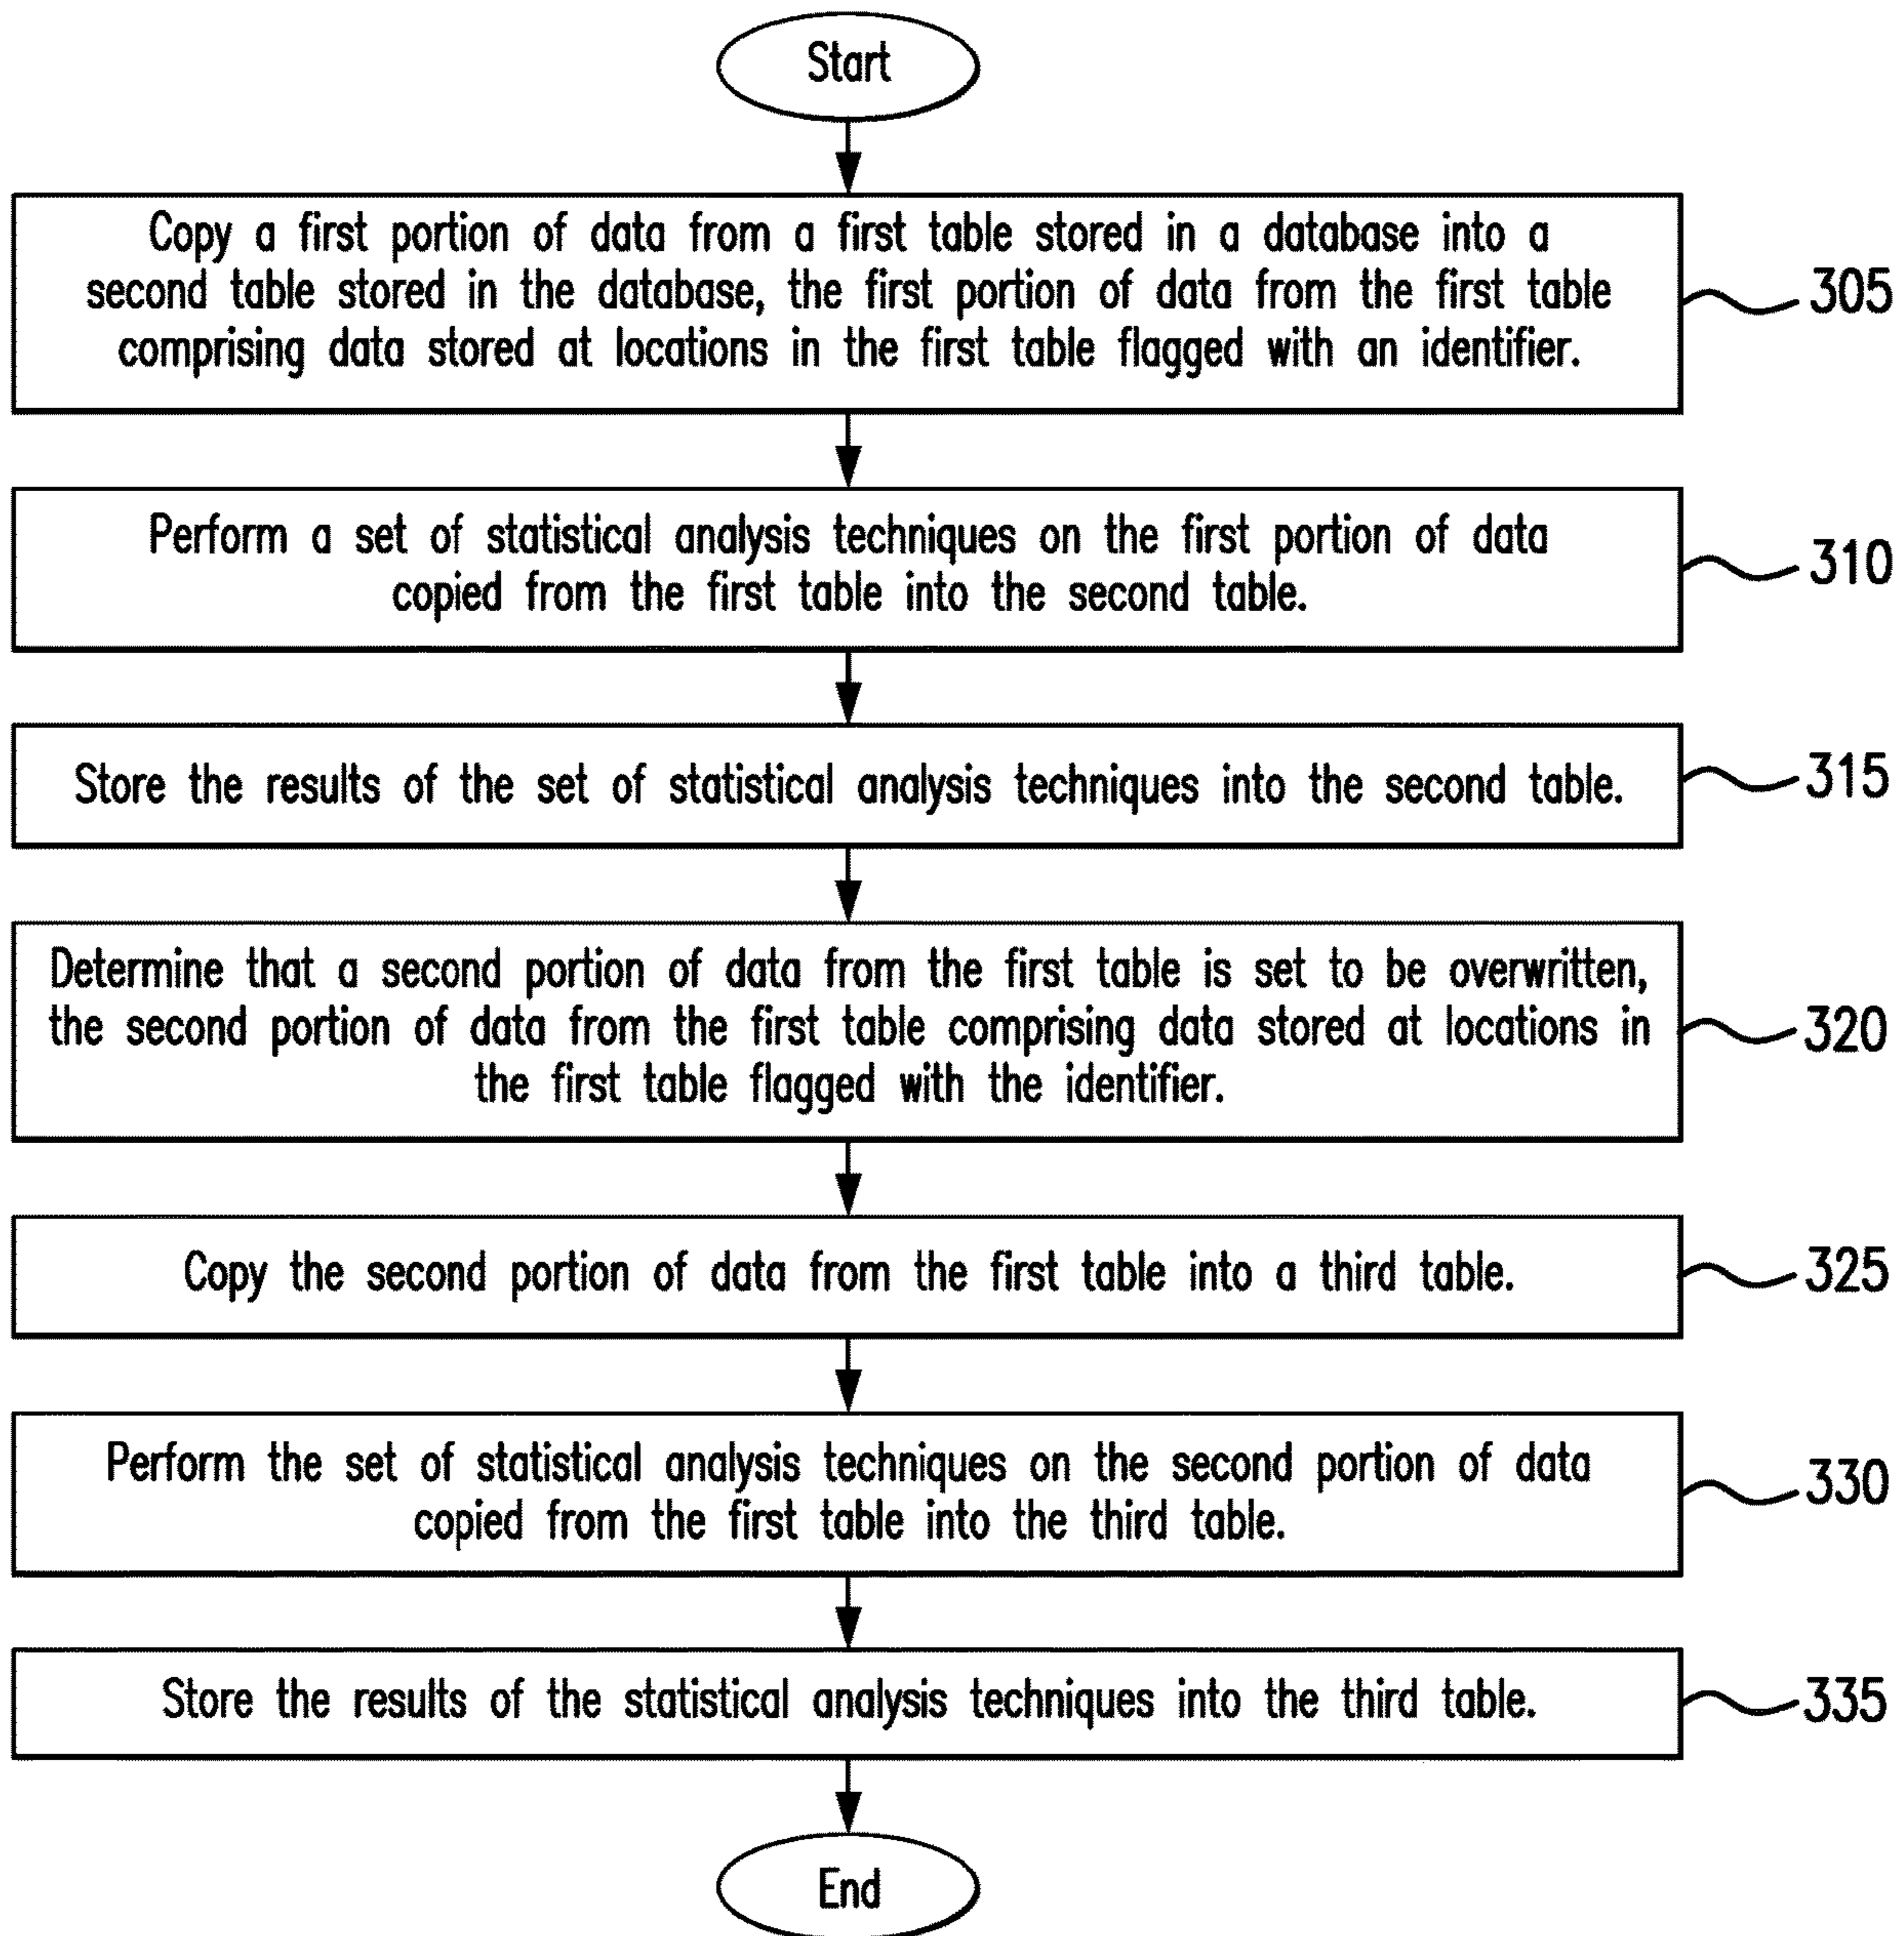 Start
Copy a first portion of data from a first table stored in a database into a
second table stored in the database, the first portion of data from the first table
comprising data stored at locations in the first table flagged with an identifier.
305
Perform a set of statistical analysis techniques on the first portion of data
copied from the first table into the second table.
310
Store the results of the set of statistical analysis techniques into the second table.
315
Determine that a second portion of data from the first table is set to be overwritten,
the second portion of data from the first table comprising data stored at locations in
the first table flagged with the identifier.
320
Copy the second portion of data from the first table into a third table.
325
Perform the set of statistical analysis techniques on the second portion of data
copied from the first table into the third table.
330
Store the results of the statistical analysis techniques into the third table.
335
End